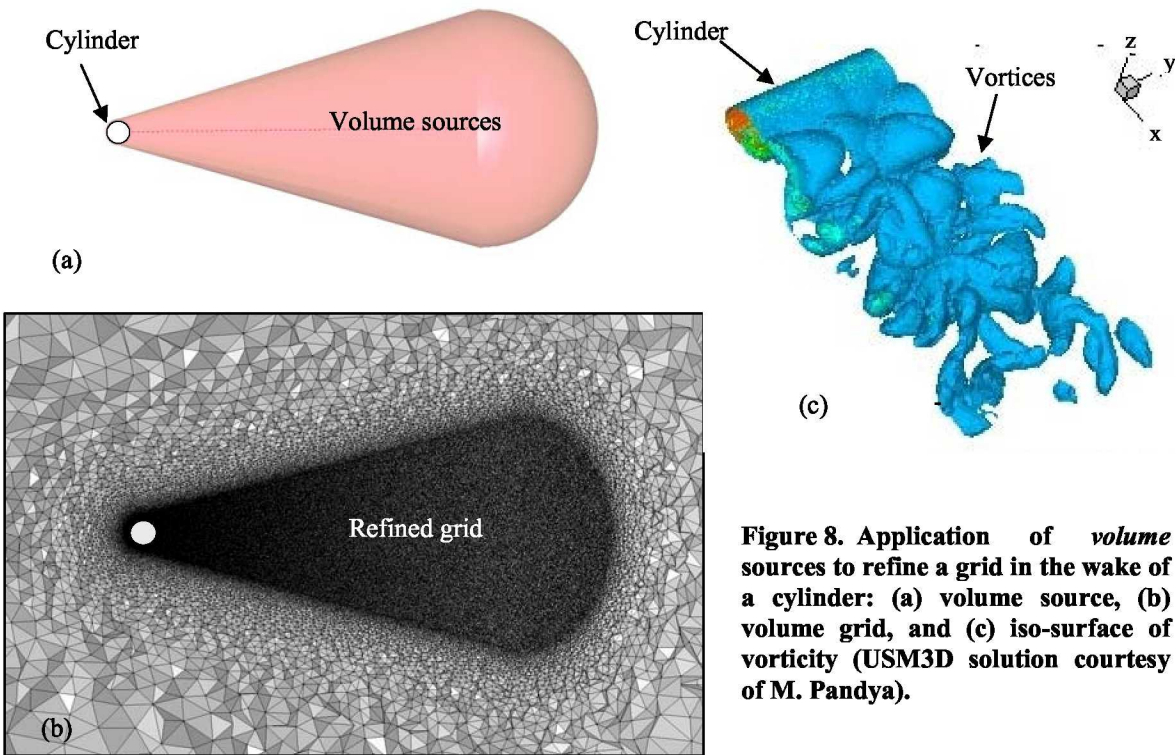 Cylinder
Volume sources
(a)
Cylinder
Vortices
z
y
x
(c)
Refined grid
(b)
Figure 8. Application of volume
sources to refine a grid in the wake of
a cylinder: (a) volume source, (b)
volume grid, and (c) iso-surface of
vorticity (USM3D solution courtesy
of M. Pandya).